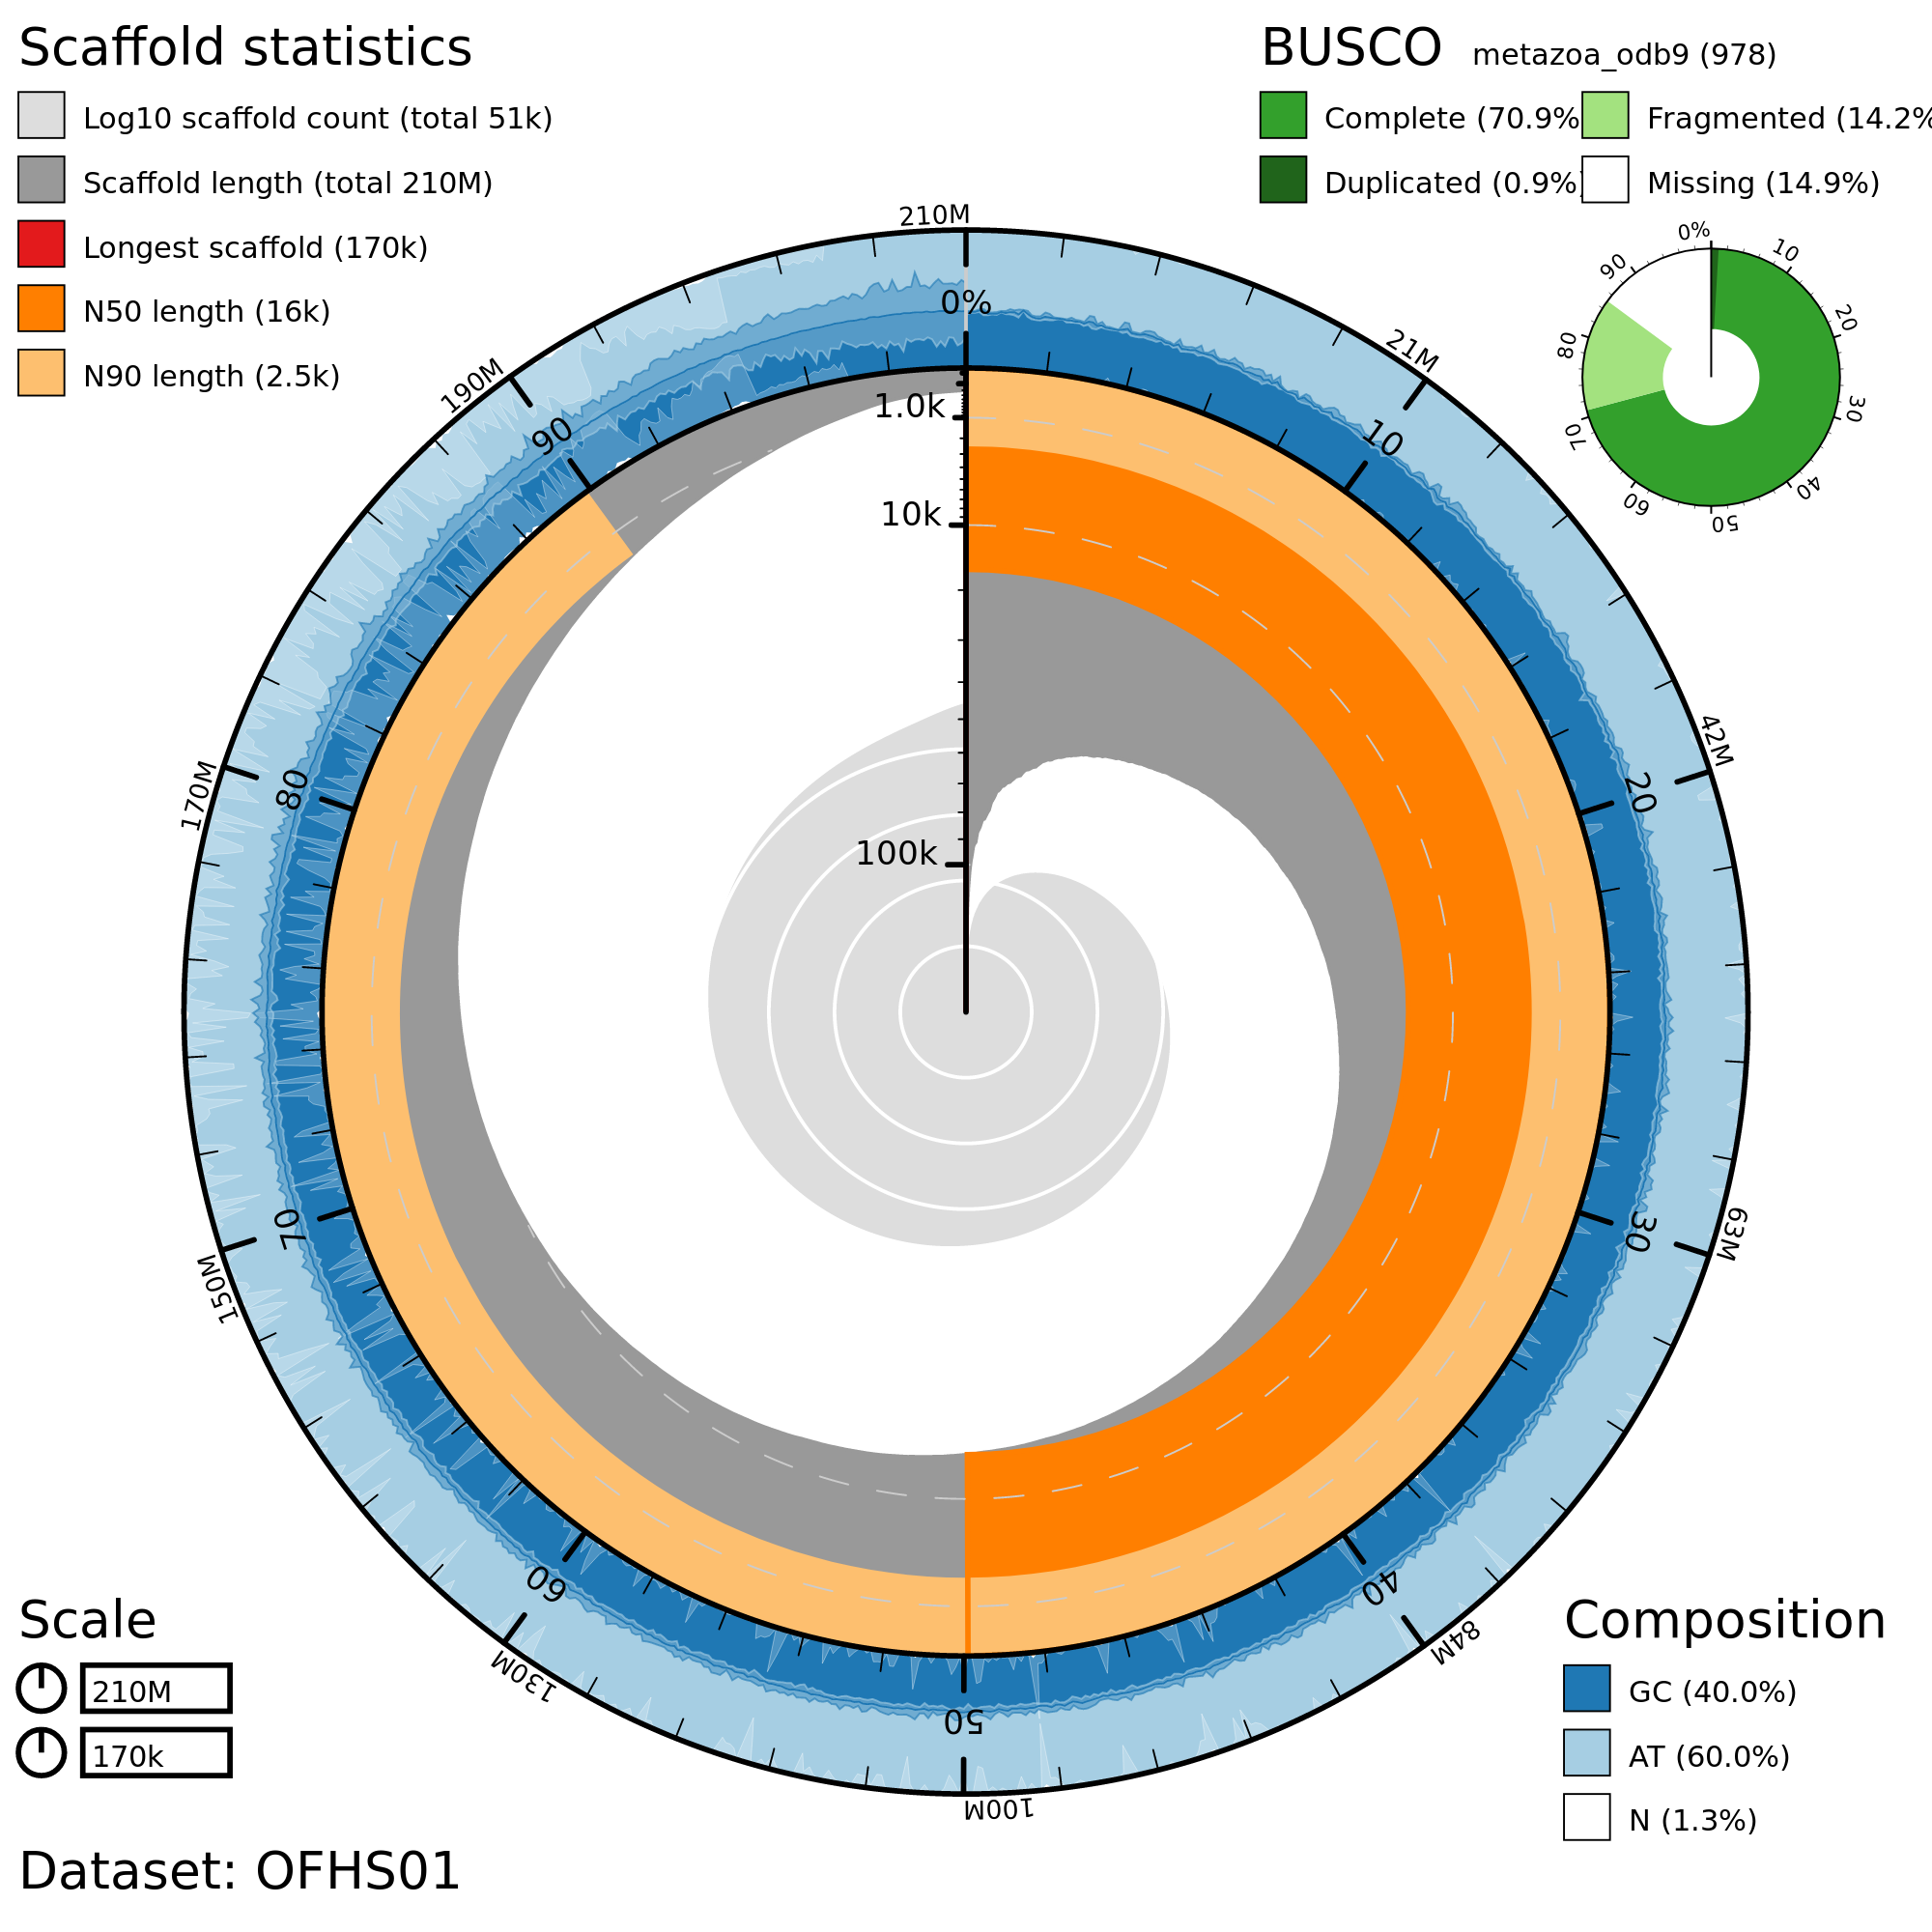 Scaffold statistics
Log10 scaffold count (total 51k)
Scaffold length (total 210M)
Longest scaffold (170k)
N50 length (16k)
N90 length (2.5k)
BUSCO metazoa_odb9 (978)
Complete (70.9%
Fragmented (14.2%
Duplicated (0.9%)
Missing (14.9%)
0%
10
20
30
40
50
60
70
80
90
210M
21M
42M
63M
84M
100M
130M
150M
170M
190M
0%
10
20
30
40
50
60
70
80
90
1.0k
10k
100k
Scale
210M
170k
Composition
GC (40.0%)
AT (60.0%)
N (1.3%)
Dataset: OFHS01